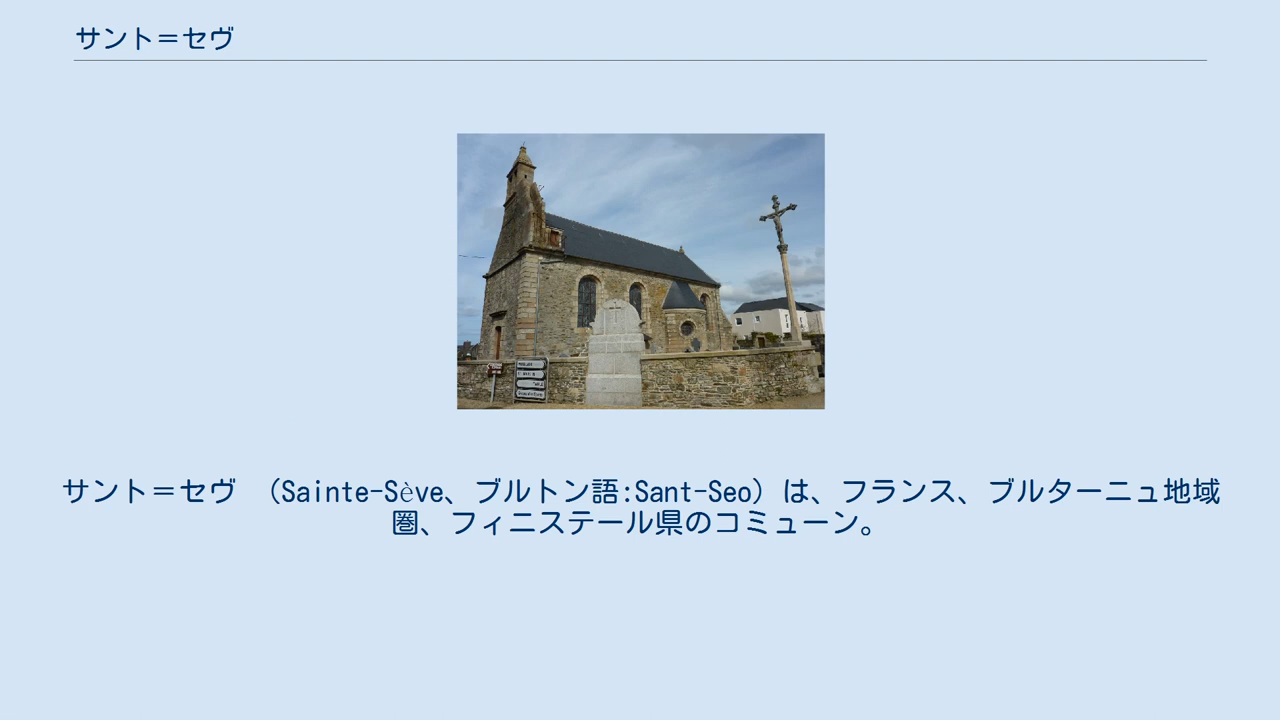 サント＝セヴ
サント＝セヴ （Sainte-Sève、ブルトン語:Sant-Seo）は、フランス、ブルターニュ地域
圏、フィニステール県のコミューン。